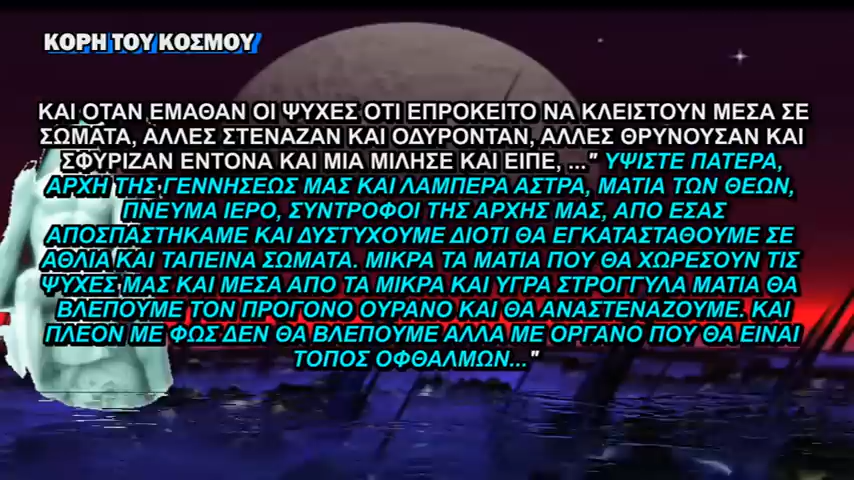 ΚΟΡΗ ΤΟΥ ΚΟΣΜΟΥ
ΚΑΙ ΟΤΑΝ ΕΜΑΘΑΝ ΟΙ ΨΥΧΕΣ ΟΤΙ ΕΠΡΟΚΕΙΤΟ ΝΑ ΚΛΕΙΣΤΟΥΝ ΜΕΣΑ ΣΕ
ΣΩΜΑΤΑ, ΑΛΛΕΣ ΣΤΕΝΑΖΑΝ ΚΑΙ ΟΔΥΡΟΝΤΑΝ, ΑΛΛΕΣ ΘΡΥΝΟΥΣΑΝ ΚΑΙ
ΣΦΥΡΙΖΑΝ ΕΝΤΟΝΑ ΚΑΙ ΜΙΑ ΜΙΛΗΣΕ ΚΑΙ ΕΙΠΕ, ..." ΥΨΙΣΤΕ ΠΑΤΕΡΑ,
ΑΡΧΗ ΤΗΣ ΓΕΝΝΗΣΕΩΣ ΜΑΣ ΚΑΙ ΛΑΜΠΕΡΑ ΑΣΤΡΑ, ΜΑΤΙΑ ΤΩΝ ΘΕΩΝ,
ΠΝΕΥΜΑ ΙΕΡΟ, ΣΥΝΤΡΟΦΟΙ ΤΗΣ ΑΡΧΗΣ ΜΑΣ, ΑΠΟ ΕΣΑΣ
ΑΠΟΣΠΑΣΤΗΚΑΜΕ ΚΑΙ ΔΥΣΤΥΧΟΥΜΕ ΔΙΟΤΙ ΘΑ ΕΓΚΑΤΑΣΤΑΘΟΥΜΕ ΣΕ
ΑΘΛΙΑ ΚΑΙ ΤΑΠΕΙΝΑ ΣΩΜΑΤΑ. ΜΙΚΡΑ ΤΑ ΜΑΤΙΑ ΠΟΥ ΘΑ ΧΩΡΕΣΟΥΝ ΤΙΣ
ΨΥΧΕΣ ΜΑΣ ΚΑΙ ΜΕΣΑ ΑΠΟ ΤΑ ΜΙΚΡΑ ΚΑΙ ΥΓΡΑ ΣΤΡΟΓΓΥΛΑ ΜΑΤΙΑ ΘΑ
ΒΛΕΠΟΥΜΕ ΤΟΝ ΠΡΟΓΟΝΟ ΟΥΡΑΝΟ ΚΑΙ ΘΑ ΑΝΑΣΤΕΝΑΖΟΥΜΕ. ΚΑΙ
ΠΛΕΟΝ ΜΕ ΦΩΣ ΔΕΝ ΘΑ ΒΛΕΠΟΥΜΕ ΑΛΛΑ ΜΕ ΟΡΓΑΝΟ ΠΟΥ ΘΑ ΕΙΝΑΙ
ΤΟΠΟΣ ΟΦΘΑΛΜΩΝ..."